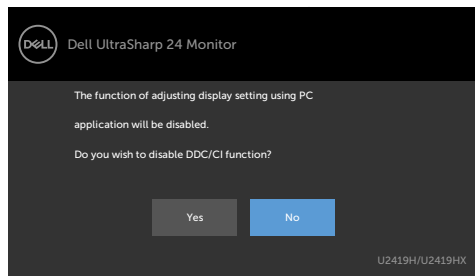 DELL
Dell UltraSharp 24 Monitor
The function of adjusting display setting using PC
application will be disabled.
Do you wish to disable DDC/CI function?
Yes
No
U2419H/U2419HX